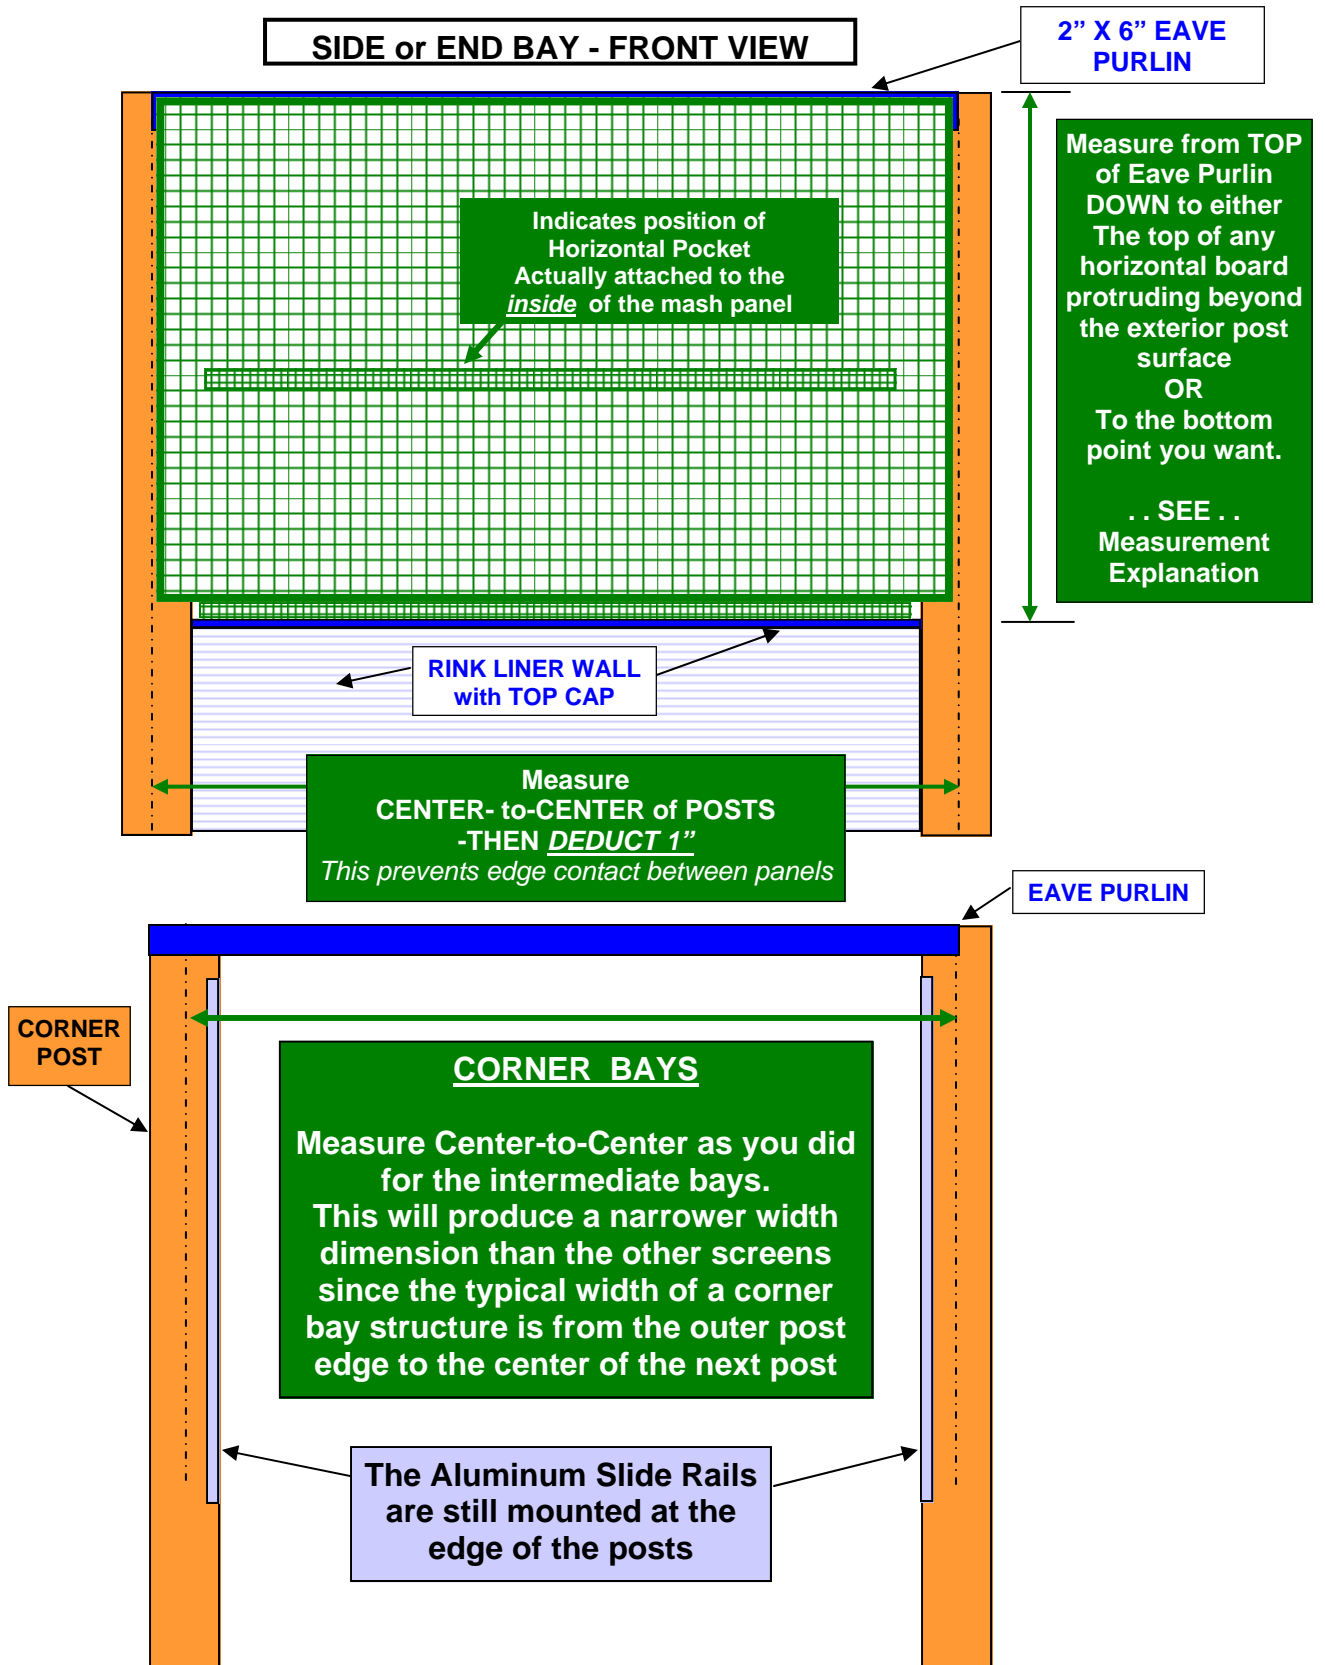 SIDE or END BAY - FRONT VIEW
2” X 6” EAVE
PURLIN
Measure from TOP
of Eave Purlin
DOWN to either
The top of any
horizontal board
protruding beyond
the exterior post
surface
OR
To the bottom
point you want.
. . SEE . .
Measurement
Explanation
Indicates position of
Horizontal Pocket
Actually attached to the
inside of the mash panel
RINK LINER WALL
with TOP CAP
Measure
CENTER- to-CENTER of POSTS
-THEN DEDUCT 1”
This prevents edge contact between panels
EAVE PURLIN
CORNER
POST
CORNER BAYS
Measure Center-to-Center as you did
for the intermediate bays.
This will produce a narrower width
dimension than the other screens
since the typical width of a corner
bay structure is from the outer post
edge to the center of the next post
The Aluminum Slide Rails
are still mounted at the
edge of the posts